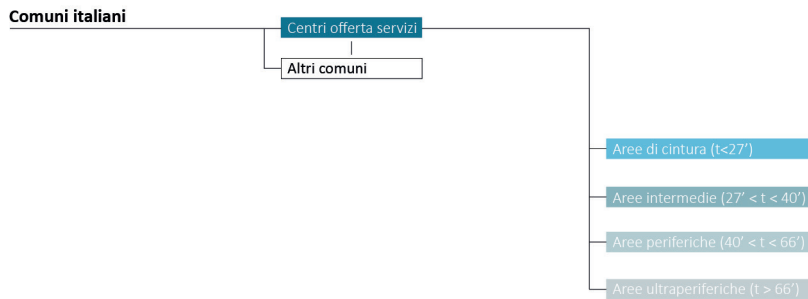 Comuni italiani
Centri offerta servizi
Altri comuni
Aree di cintura (t<27’)
Aree intermedie (27’ < t < 40’)
Aree periferiche (40’ < t < 66’)
Aree ultraperiferiche (t > 66’)